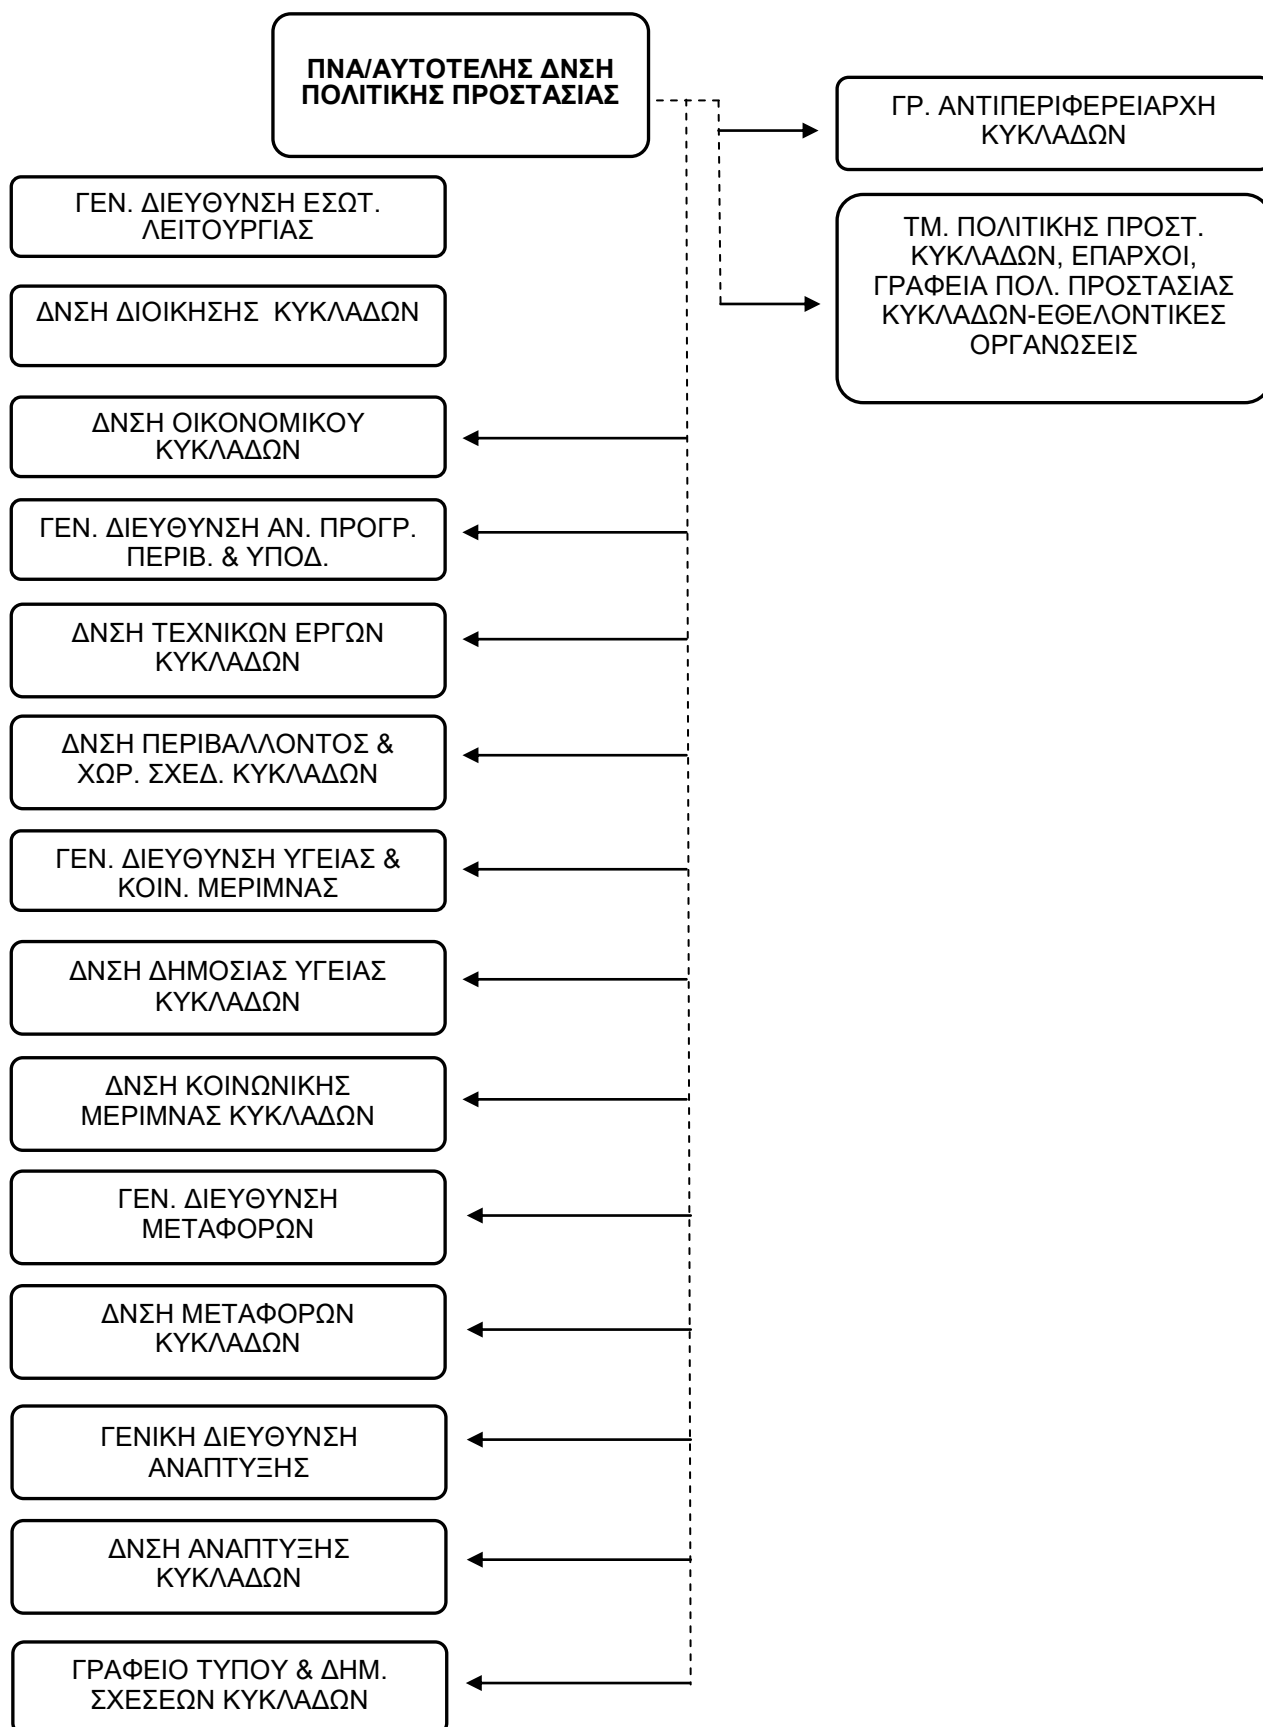 ΠΝΑ/ΑΥΤΟΤΕΛΗΣ ΔΝΣΗ
ΠΟΛΙΤΙΚΗΣ ΠΡΟΣΤΑΣΙΑΣ
ΓΡ. ΑΝΤΙΠΕΡΙΦΕΡΕΙΑΡΧΗ
ΚΥΚΛΑΔΩΝ
ΤΜ. ΠΟΛΙΤΙΚΗΣ ΠΡΟΣΤ.
ΚΥΚΛΑΔΩΝ, ΕΠΑΡΧΟΙ,
ΓΡΑΦΕΙΑ ΠΟΛ. ΠΡΟΣΤΑΣΙΑΣ
ΚΥΚΛΑΔΩΝ-ΕΘΕΛΟΝΤΙΚΕΣ
ΟΡΓΑΝΩΣΕΙΣ
ΓΕΝ. ΔΙΕΥΘΥΝΣΗ ΕΣΩΤ.
ΛΕΙΤΟΥΡΓΙΑΣ
ΔΝΣΗ ΔΙΟΙΚΗΣΗΣ ΚΥΚΛΑΔΩΝ
ΔΝΣΗ ΟΙΚΟΝΟΜΙΚΟΥ
ΚΥΚΛΑΔΩΝ
ΓΕΝ. ΔΙΕΥΘΥΝΣΗ ΑΝ. ΠΡΟΓΡ.
ΠΕΡΙΒ. & ΥΠΟΔ.
ΔΝΣΗ ΤΕΧΝΙΚΩΝ ΕΡΓΩΝ
ΚΥΚΛΑΔΩΝ
ΔΝΣΗ ΠΕΡΙΒΑΛΛΟΝΤΟΣ &
ΧΩΡ. ΣΧΕΔ. ΚΥΚΛΑΔΩΝ
ΓΕΝ. ΔΙΕΥΘΥΝΣΗ ΥΓΕΙΑΣ &
ΚΟΙΝ. ΜΕΡΙΜΝΑΣ
ΔΝΣΗ ΔΗΜΟΣΙΑΣ ΥΓΕΙΑΣ
ΚΥΚΛΑΔΩΝ
ΔΝΣΗ ΚΟΙΝΩΝΙΚΗΣ
ΜΕΡΙΜΝΑΣ ΚΥΚΛΑΔΩΝ
ΓΕΝ. ΔΙΕΥΘΥΝΣΗ
ΜΕΤΑΦΟΡΩΝ
ΔΝΣΗ ΜΕΤΑΦΟΡΩΝ
ΚΥΚΛΑΔΩΝ
ΓΕΝΙΚΗ ΔΙΕΥΘΥΝΣΗ
ΑΝΑΠΤΥΞΗΣ
ΔΝΣΗ ΑΝΑΠΤΥΞΗΣ
ΚΥΚΛΑΔΩΝ
ΓΡΑΦΕΙΟ ΤΥΠΟΥ & ΔΗΜ.
ΣΧΕΣΕΩΝ ΚΥΚΛΑΔΩΝ